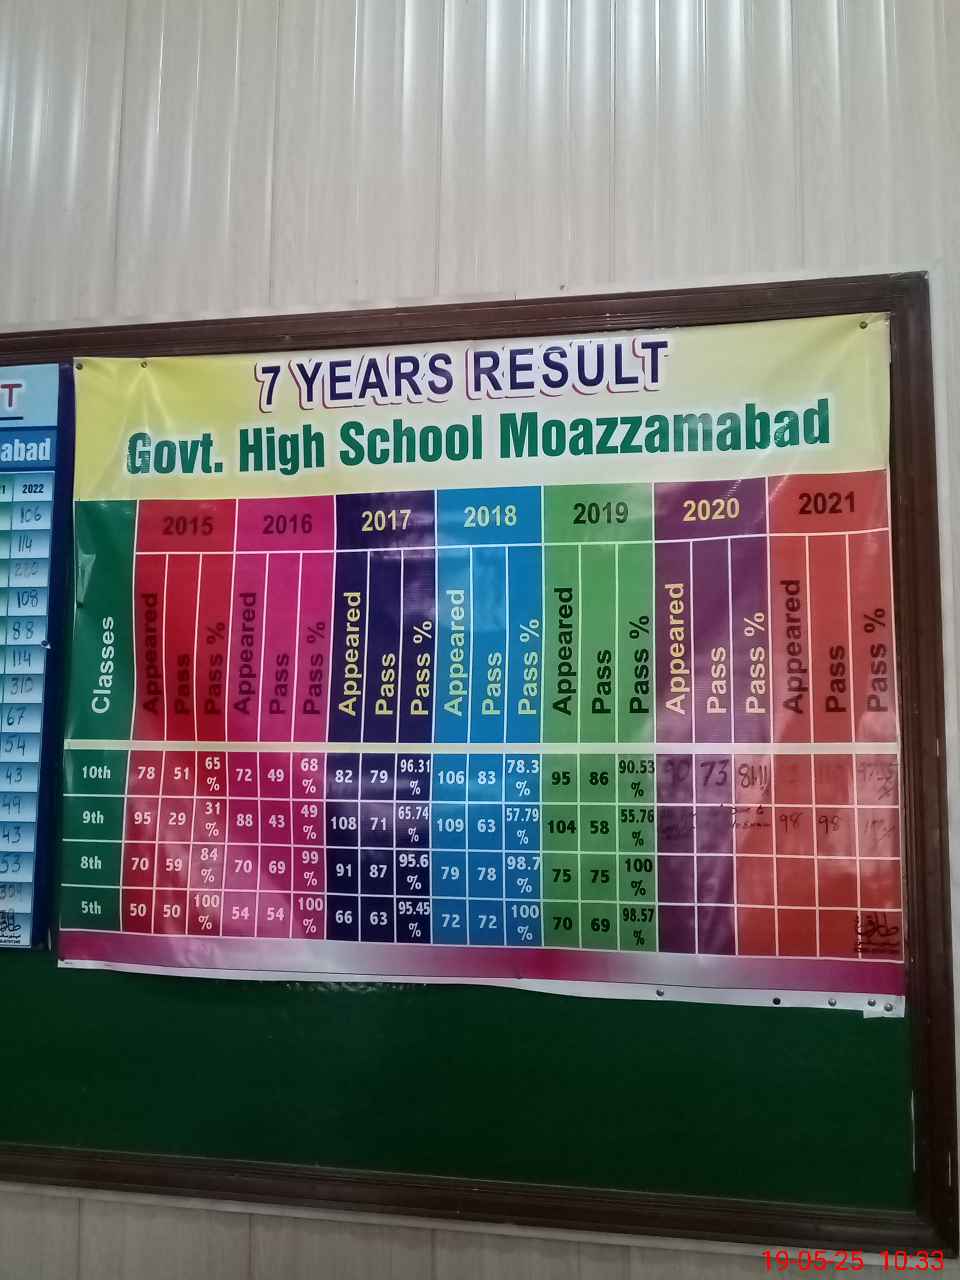 7 YEARS RESULT
Govt. High School Moazzamabad
Classes 2015 2016 2017 2018 2019 2020 2021
Appeared Pass Pass % Appeared Pass Pass % Appeared Pass Pass % Appeared Pass Pass % Appeared Pass Pass % Appeared Pass Pass % Appeared Pass Pass %
10th 78 51 65 % 72 49 68 % 82 79 96.31 % 106 83 78.3 % 95 86 90.53 % 90 73 81.11
9th 95 29 31 % 88 43 49 % 108 71 65.74 % 109 63 57.79 % 104 58 55.76 % 98 98
8th 70 59 84 % 70 69 99 % 91 87 95.6 % 79 78 98.7 % 75 75 100 %
5th 50 50 100 % 54 54 100 % 66 63 95.45 % 72 72 100 % 70 69 98.57 %
T
abad
2022
106
114
220
108
88
114
310
67
54
43
49
43
53
19-05-25 10:33